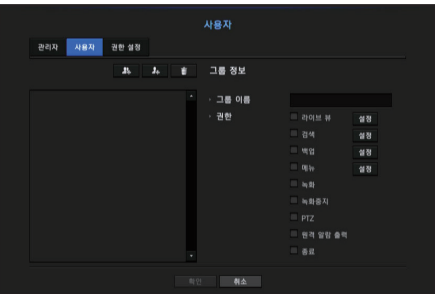 사용자
관리자 사용자 권한 설정
그룹 정보
· 그룹 이름
· 권한
라이브 뷰 설정
검색 설정
백업 설정
메뉴 설정
녹화
녹화중지
PTZ
원격 알람 출력
종료
확인 취소